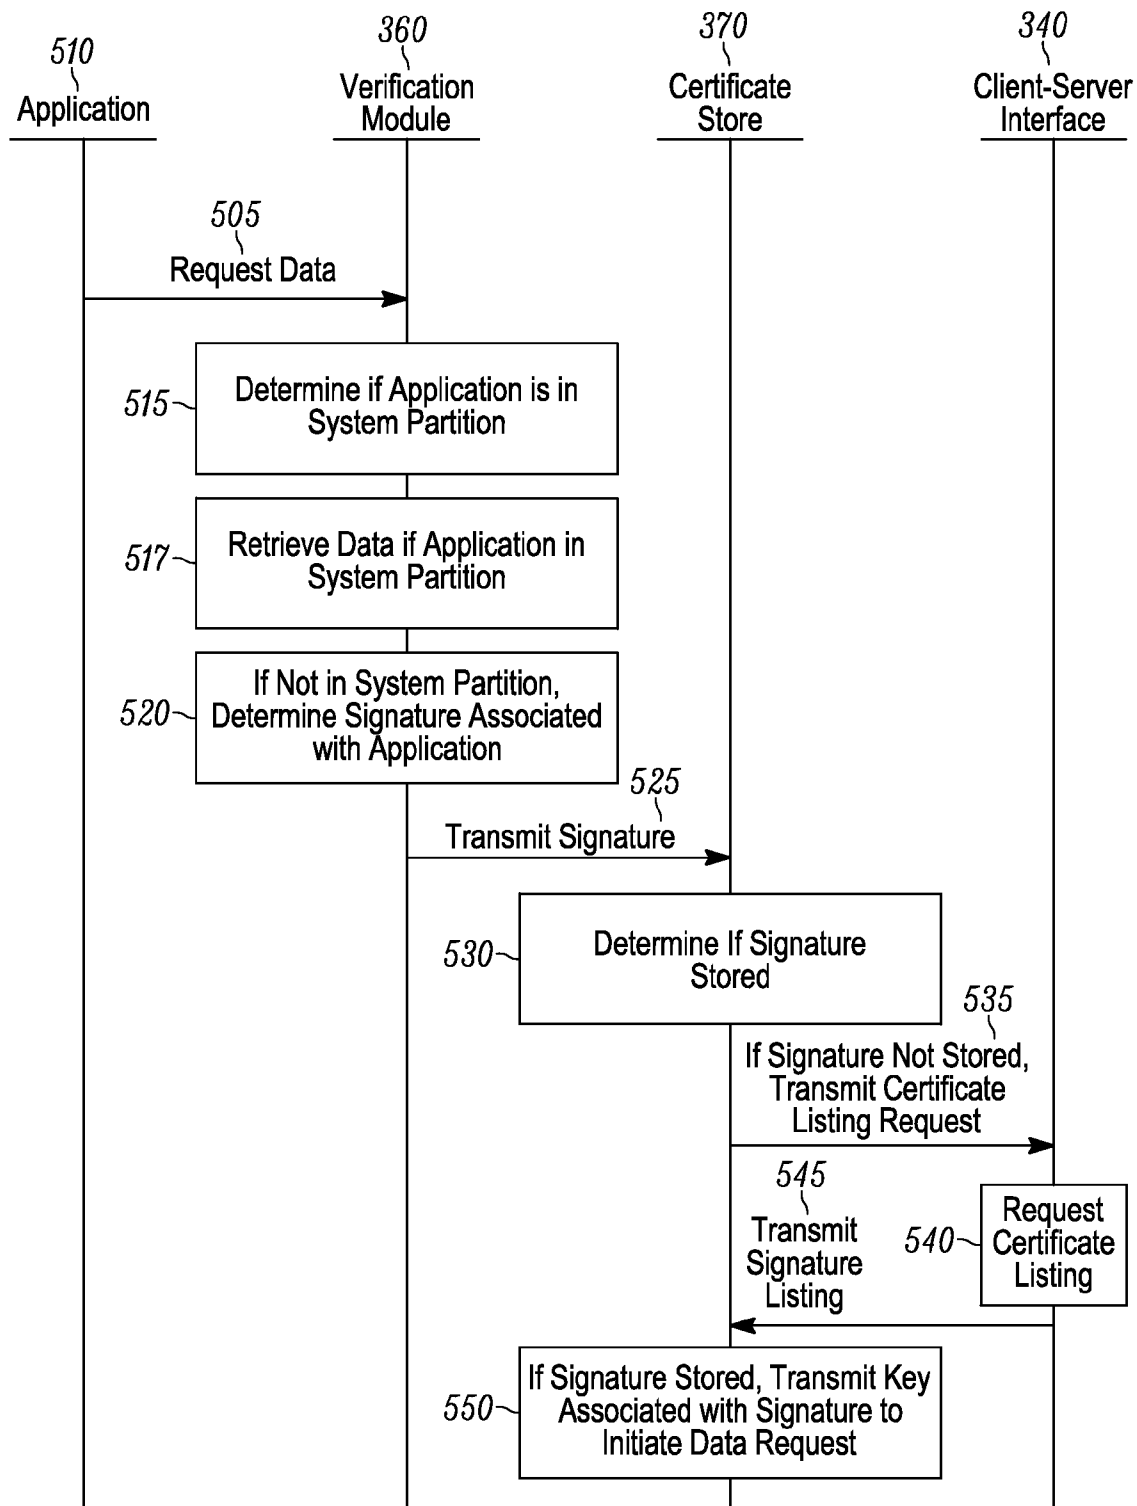 510
Application
360
Verification
Module
370
Certificate
Store
340
Client-Server
Interface
505
Request Data
515
Determine if Application is in
System Partition
517
Retrieve Data if Application in
System Partition
520
If Not in System Partition,
Determine Signature Associated
with Application
525
Transmit Signature
530
Determine If Signature
Stored
535
If Signature Not Stored,
Transmit Certificate
Listing Request
540
Request
Certificate
Listing
545
Transmit
Signature
Listing
550
If Signature Stored, Transmit Key
Associated with Signature to
Initiate Data Request